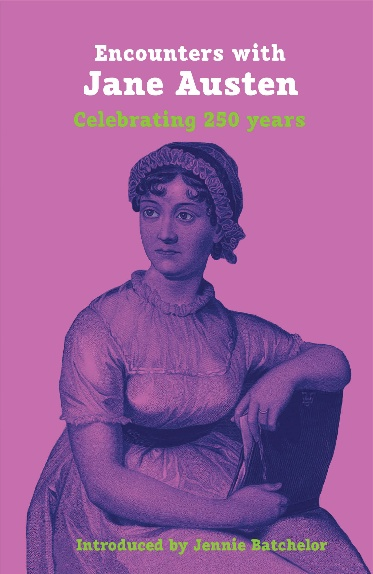 Encounters with
Jane Austen
Celebrating 250 years
Introduced by Jennie Batchelor